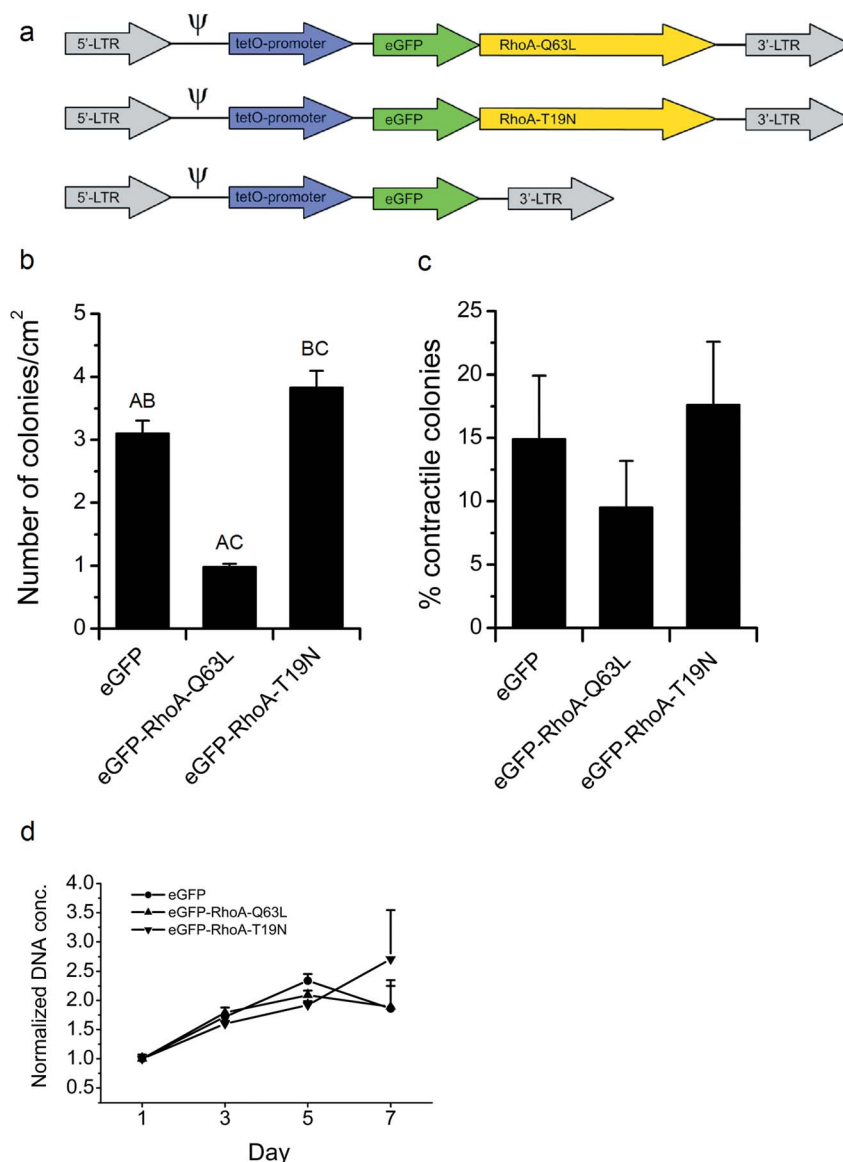 a
5'-LTR ψ tetO-promoter eGFP RhoA-Q63L 3'-LTR
5'-LTR ψ tetO-promoter eGFP RhoA-T19N 3'-LTR
5'-LTR ψ tetO-promoter eGFP 3'-LTR
b
Number of colonies/cm²
5
4
3
2
1
0
AB
AC
BC
eGFP
eGFP-RhoA-Q63L
eGFP-RhoA-T19N
c
% contractile colonies
25
20
15
10
5
0
eGFP
eGFP-RhoA-Q63L
eGFP-RhoA-T19N
d
Normalized DNA conc.
4.0
3.5
3.0
2.5
2.0
1.5
1.0
0.5
eGFP
eGFP-RhoA-Q63L
eGFP-RhoA-T19N
1 3 5 7
Day